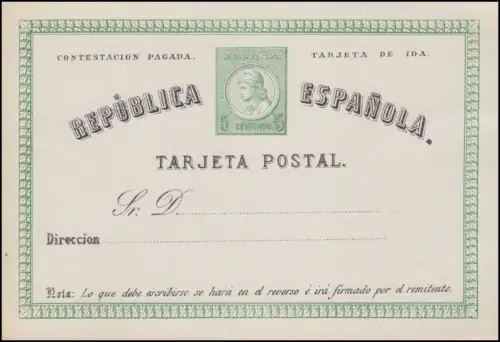 CONTESTACION PAGADA. TARJETA DE IDA.
ESPAÑA
5 CENTIMOS 5
REPÚBLICA ESPAÑOLA.
TARJETA POSTAL.
Sr. D.
Direccion
Nota: Lo que debe escribirse se hará en el reverso é irá firmado por el remitente.